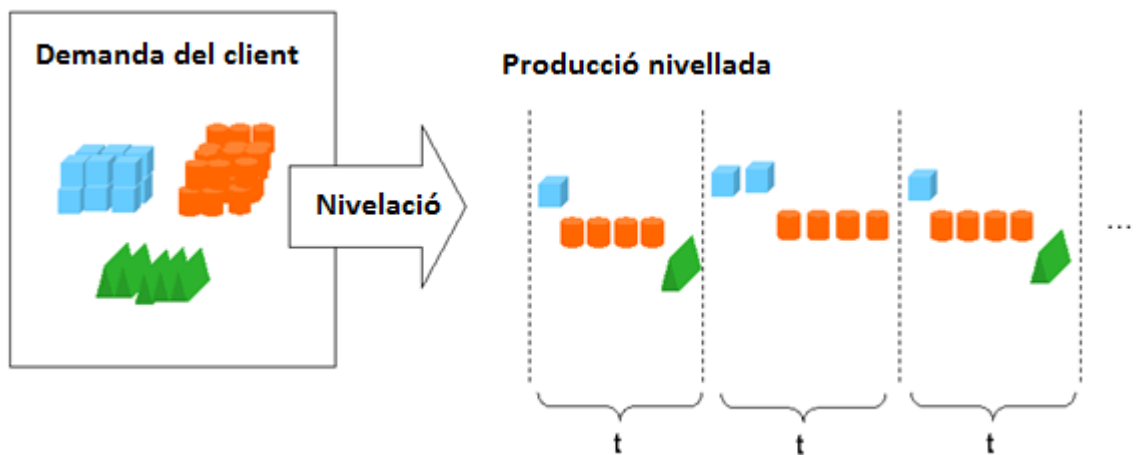 Demanda del client
Producció nivellada
Nivelació
...
t
t
t